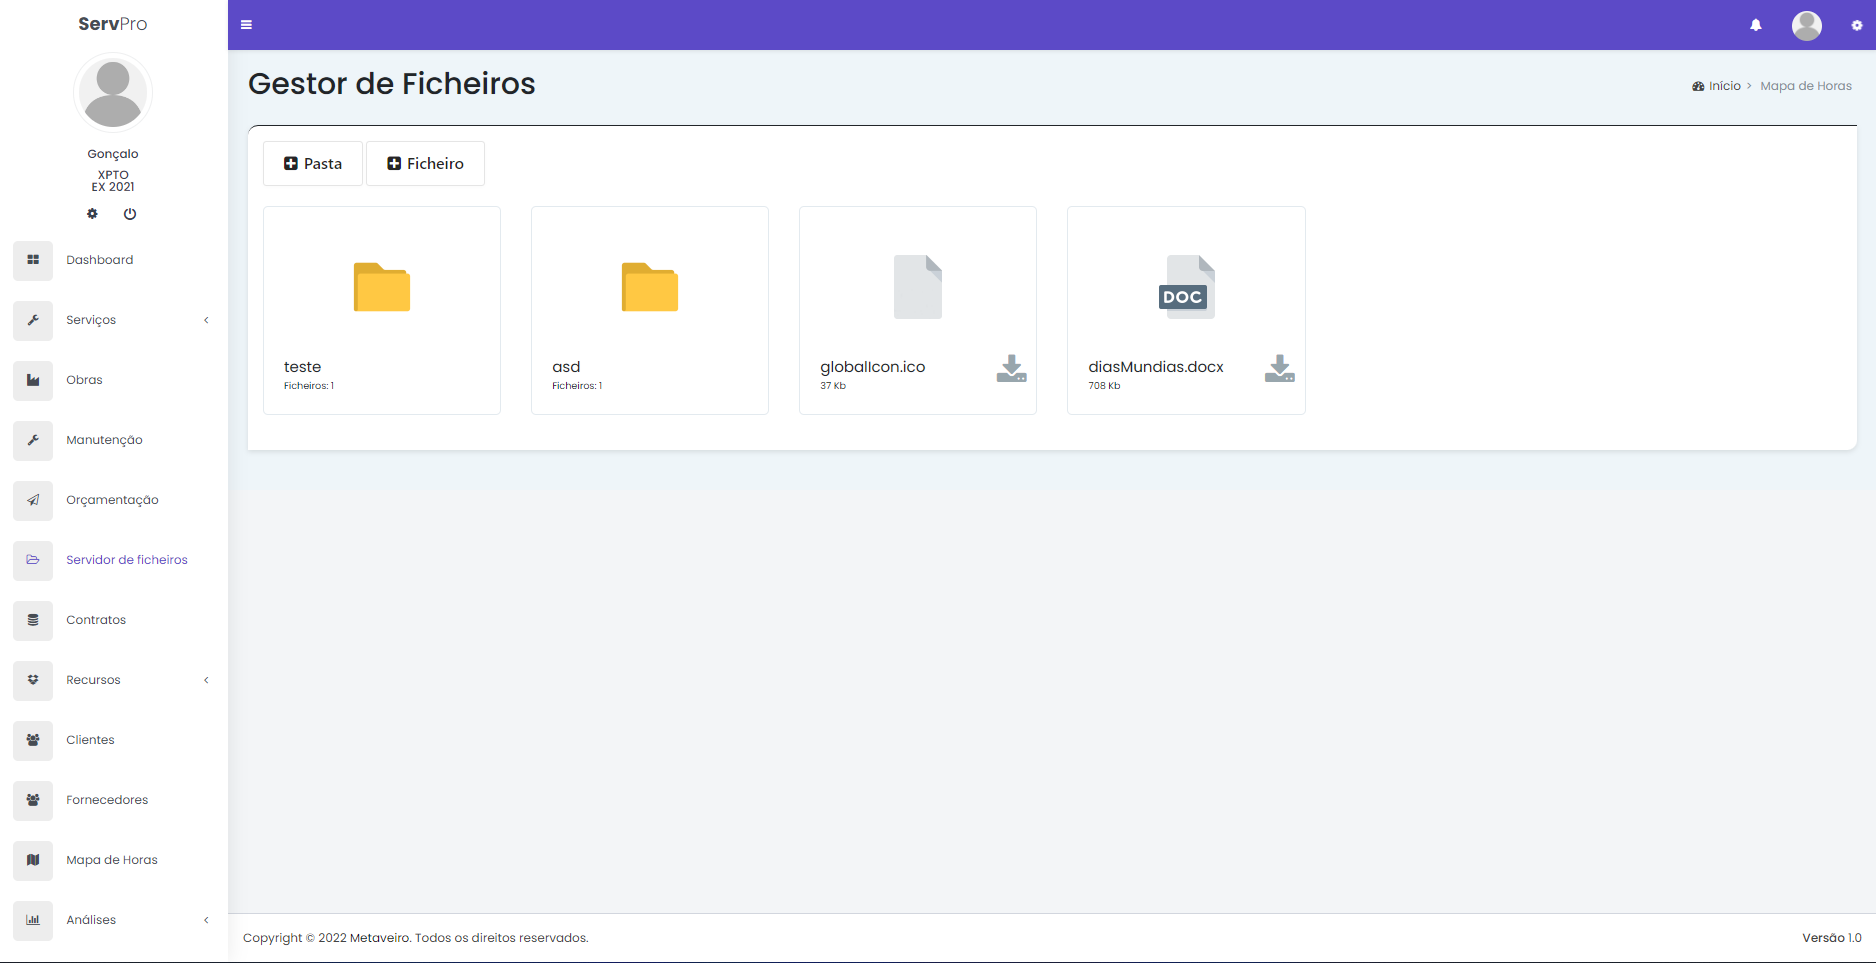 ServPro
Gonçalo
XPTO
EX 2021
Dashboard
Serviços
Obras
Manutenção
Orçamentação
Servidor de ficheiros
Contratos
Recursos
Clientes
Fornecedores
Mapa de Horas
Análises
Gestor de Ficheiros
Início > Mapa de Horas
Pasta
Ficheiro
teste
Ficheiros: 1
asd
Ficheiros: 1
globalIcon.ico
37 Kb
DOC
diasMundias.docx
708 Kb
Copyright © 2022 Metaveiro. Todos os direitos reservados.
Versão 1.0